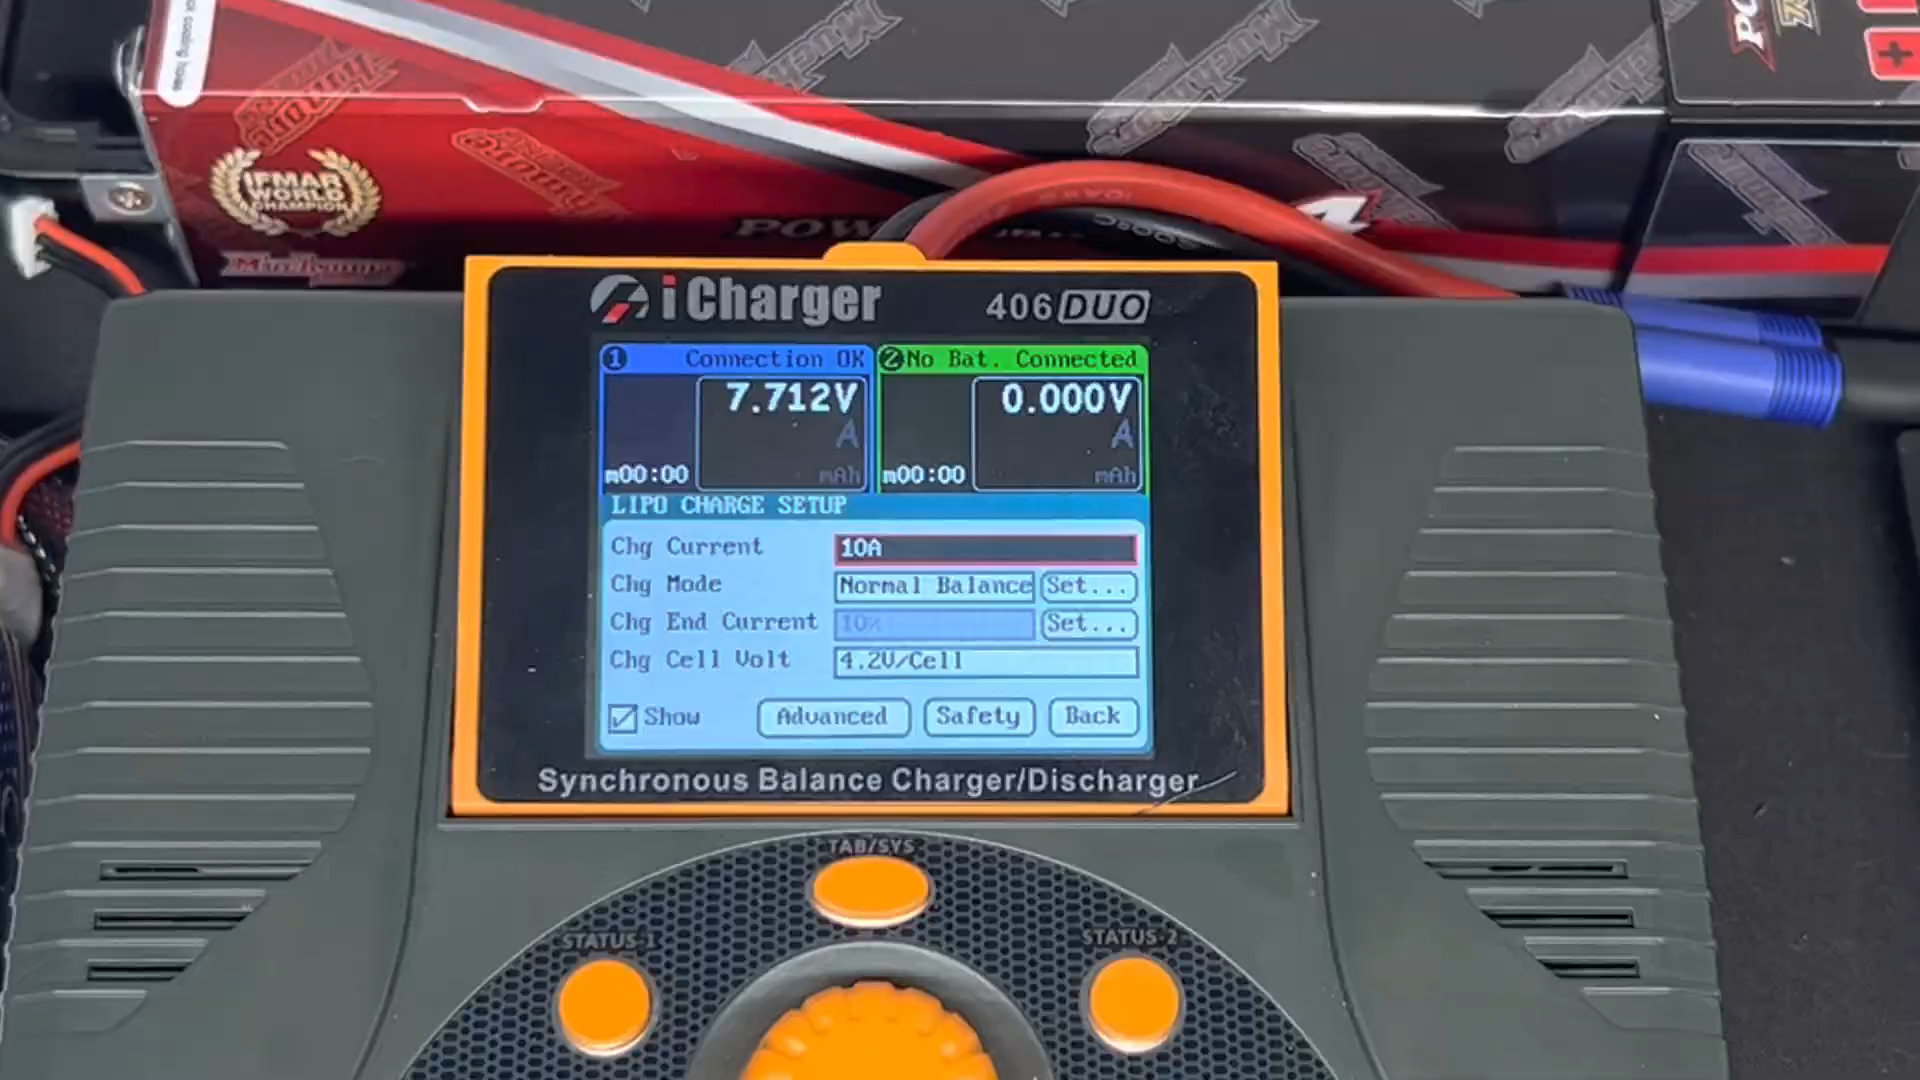 IFMAR
WORLD
CHAMPION
MuchMore
iCharger
406 DUO
1 Connection OK
2 No Bat. Connected
7.712V
0.000V
A
A
m00:00
mAh
m00:00
mAh
LIPO CHARGE SETUP
Chg Current
10A
Chg Mode
Normal Balance
Set...
Chg End Current
10%
Set...
Chg Cell Volt
4.2V/Cell
Show
Advanced
Safety
Back
Synchronous Balance Charger/Discharger
TAB/SYS
STATUS-1
STATUS-2